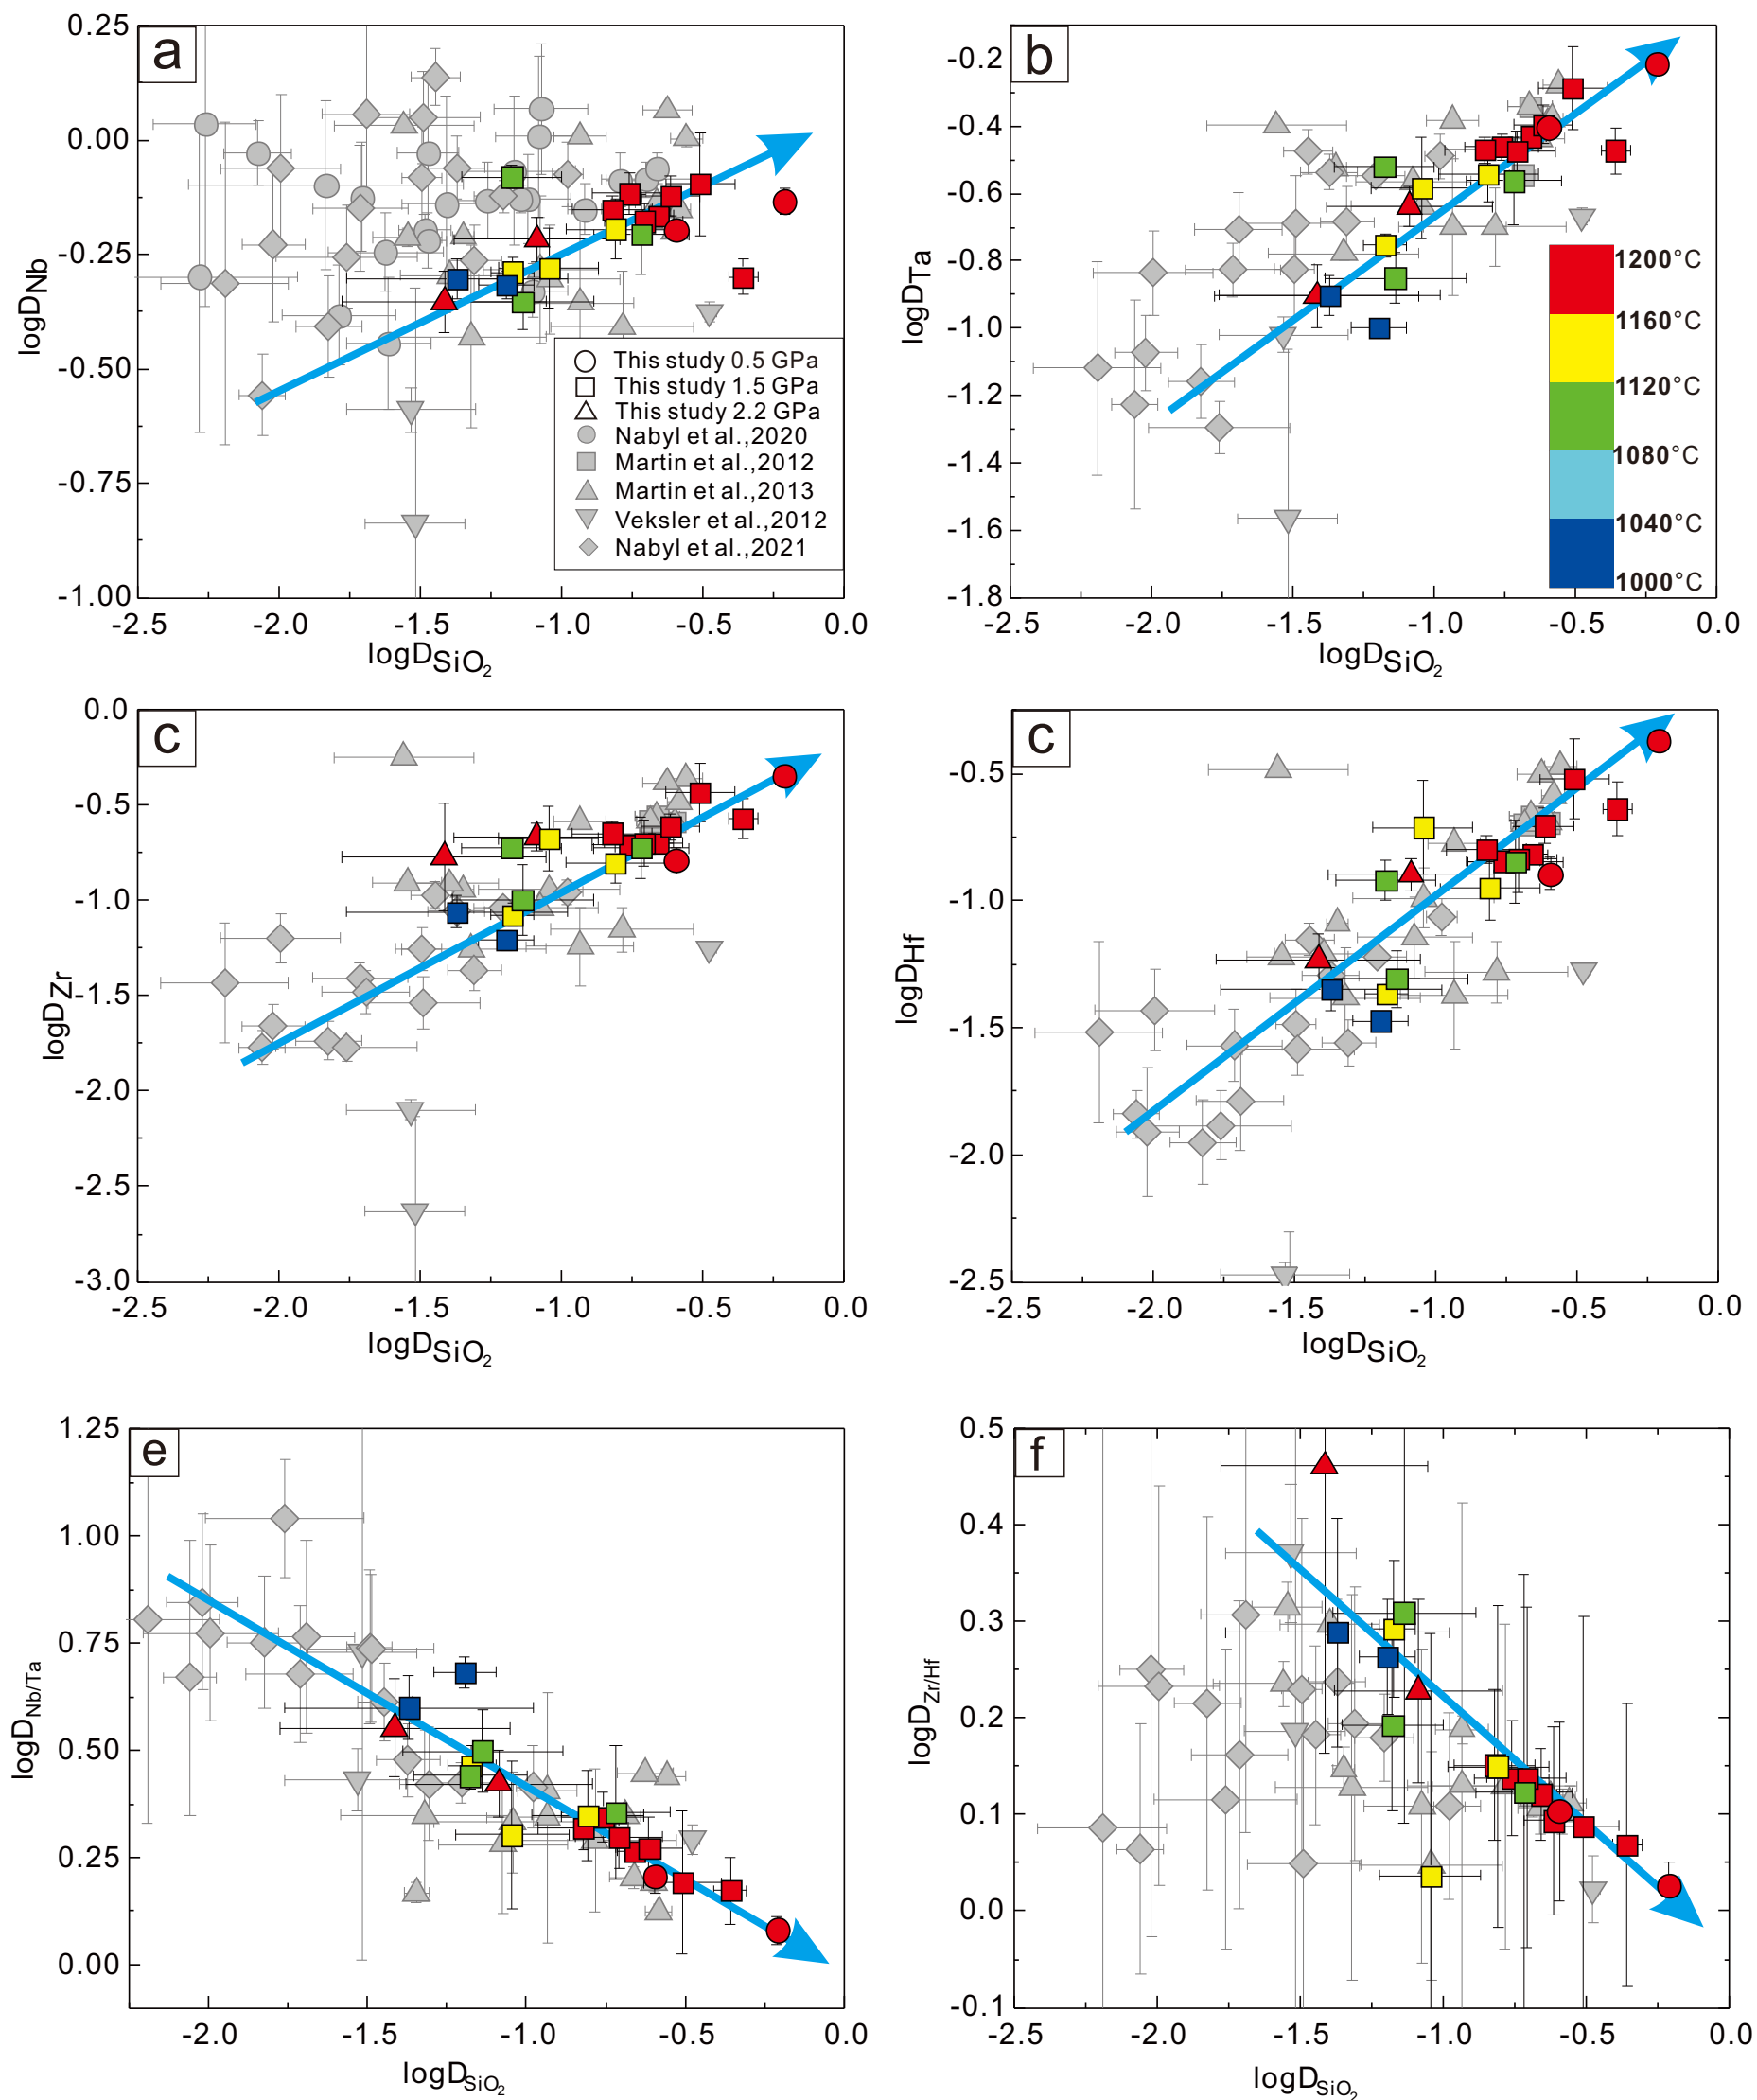 a
0.25
0.00
-0.25
-0.50
-0.75
-1.00
logDNb
-2.5 -2.0 -1.5 -1.0 -0.5 0.0
logDSiO2
This study 0.5 GPa
This study 1.5 GPa
This study 2.2 GPa
Nabyl et al.,2020
Martin et al.,2012
Martin et al.,2013
Veksler et al.,2012
Nabyl et al.,2021
b
-0.2
-0.4
-0.6
-0.8
-1.0
-1.2
-1.4
-1.6
-1.8
logDTa
-2.5 -2.0 -1.5 -1.0 -0.5 0.0
logDSiO2
1200°C
1160°C
1120°C
1080°C
1040°C
1000°C
c
0.0
-0.5
-1.0
-1.5
-2.0
-2.5
-3.0
logDZr
-2.5 -2.0 -1.5 -1.0 -0.5 0.0
logDSiO2
c
-0.5
-1.0
-1.5
-2.0
-2.5
logDHf
-2.5 -2.0 -1.5 -1.0 -0.5 0.0
logDSiO2
e
1.25
1.00
0.75
0.50
0.25
0.00
logDNb/Ta
-2.0 -1.5 -1.0 -0.5 0.0
logDSiO2
f
0.5
0.4
0.3
0.2
0.1
0.0
-0.1
logDZr/Hf
-2.5 -2.0 -1.5 -1.0 -0.5 0.0
logDSiO2